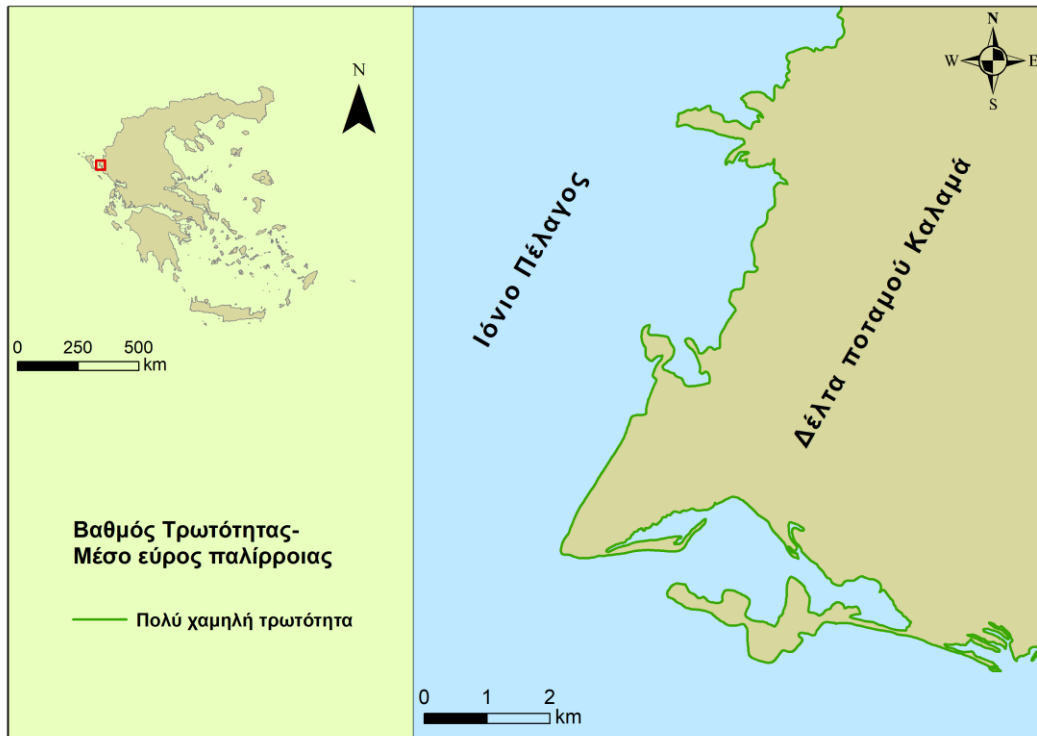 N
0 250 500
km
Βαθμός Τρωτότητας-
Μέσο εύρος παλίρροιας
Πολύ χαμηλή τρωτότητα
N
W E
S
Ιόνιο Πέλαγος
Δέλτα ποταμού Καλαμά
0 1 2
km